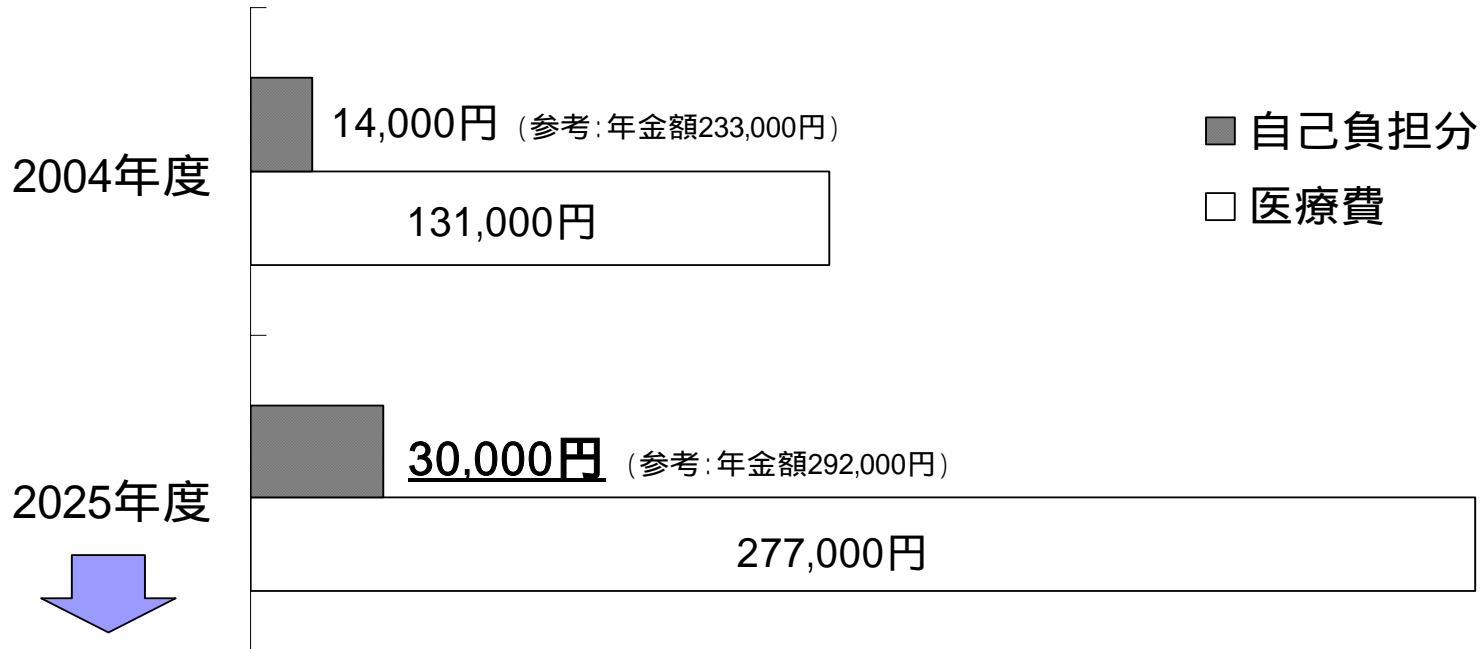 14,000円 (参考:年金額233,000円)
2004年度
131,000円
■ 自己負担分
□ 医療費
30,000円 (参考:年金額292,000円)
2025年度
277,000円